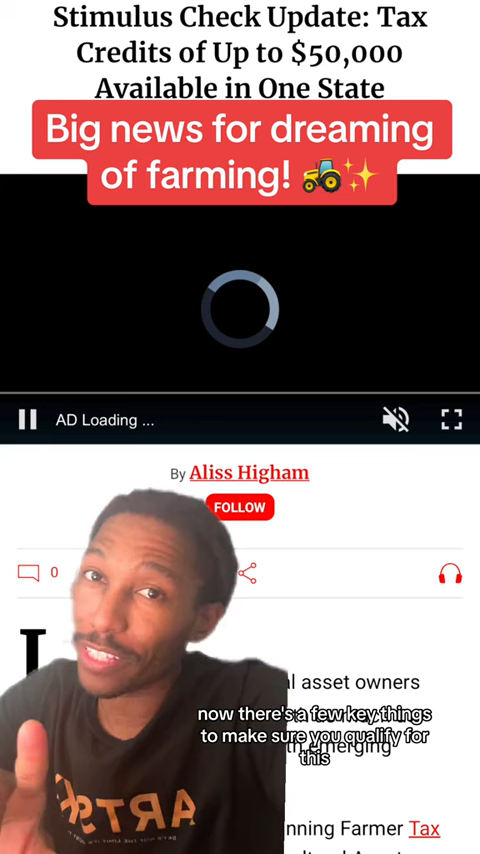 Stimulus Check Update: Tax
Credits of Up to $50,000
Available in One State
Big news for dreaming
of farming! 🚜✨
AD Loading ...
By Aliss Higham
FOLLOW
0
l asset owners
now there's a few key things
to make sure you qualify for
this
emerging
nning Farmer Tax
ARTS